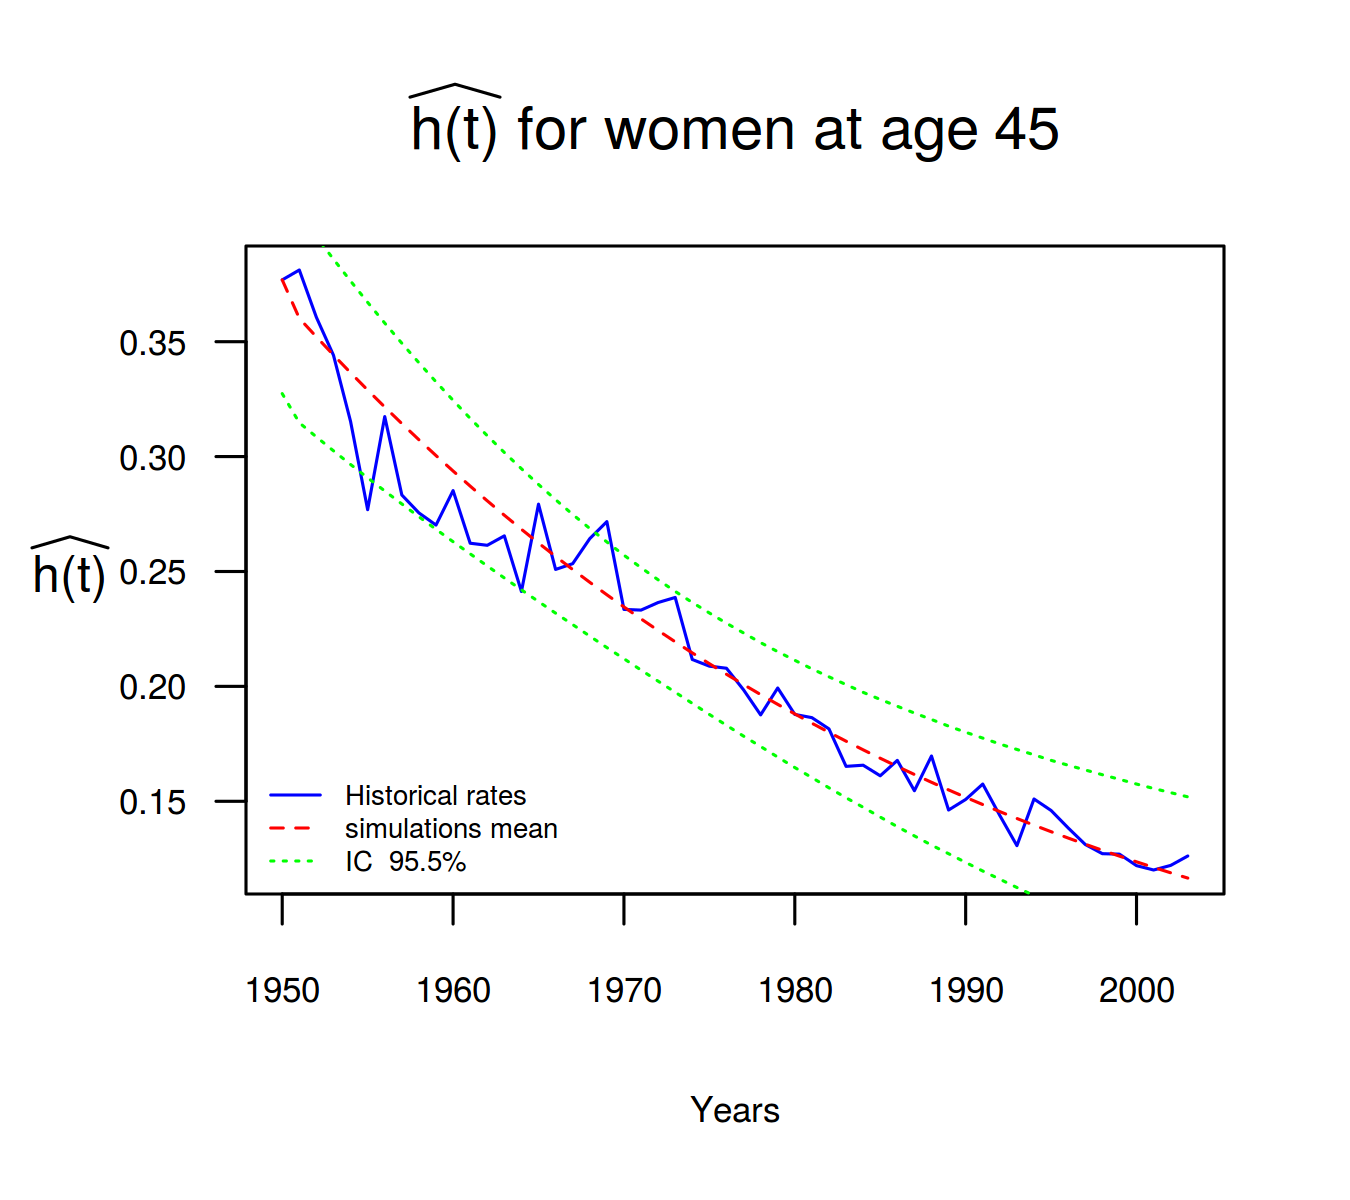 h(t) for women at age 45
0.35
0.30
0.25
0.20
0.15
h(t)
Historical rates
simulations mean
IC 95.5%
1950 1960 1970 1980 1990 2000
Years